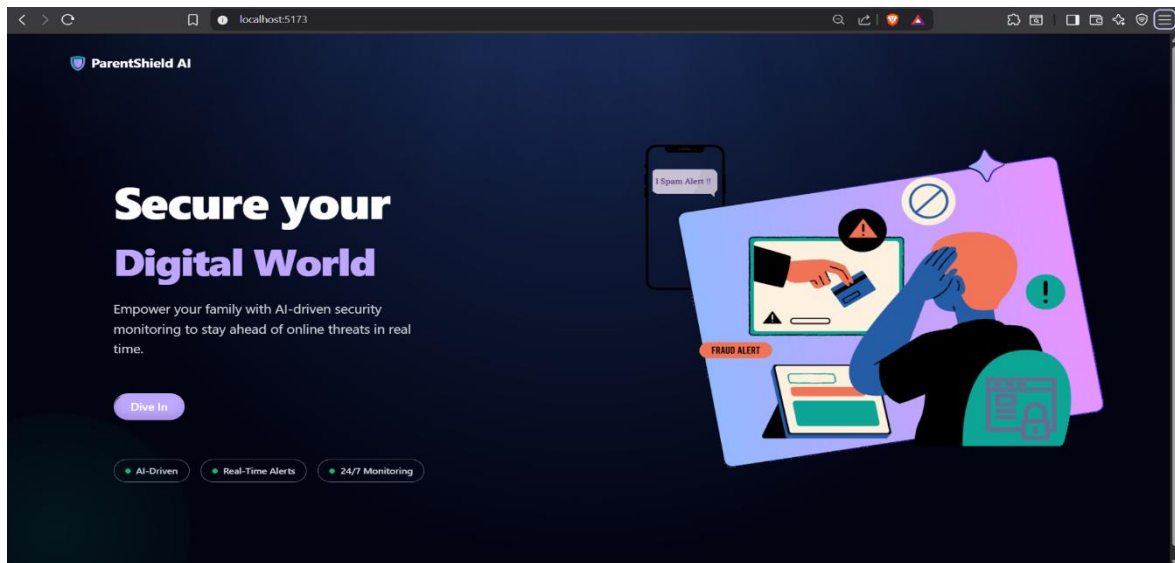 localhost:5173
ParentShield AI
Secure your
Digital World
Empower your family with AI-driven security
monitoring to stay ahead of online threats in real
time.
Dive In
AI-Driven
Real-Time Alerts
24/7 Monitoring
1 Spam Alert !!
FRAUD ALERT